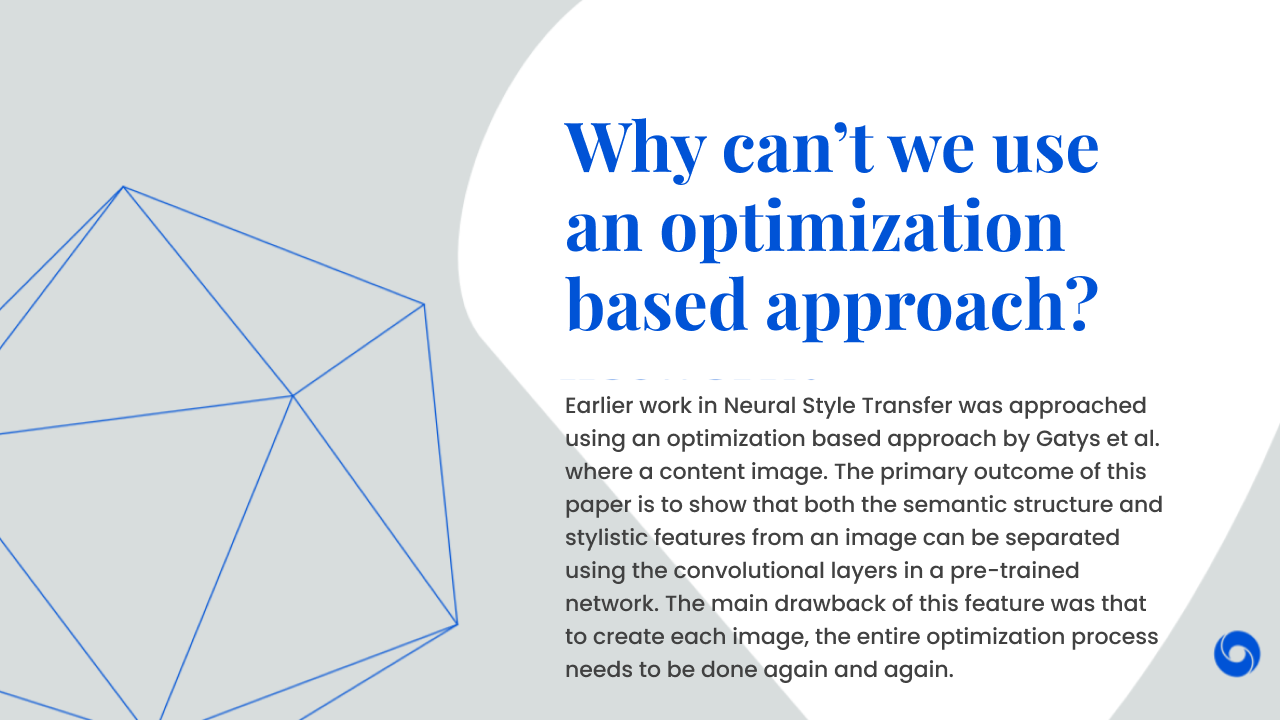 Why can’t we use
an optimization
based approach?
Earlier work in Neural Style Transfer was approached
using an optimization based approach by Gatys et al.
where a content image. The primary outcome of this
paper is to show that both the semantic structure and
stylistic features from an image can be separated
using the convolutional layers in a pre-trained
network. The main drawback of this feature was that
to create each image, the entire optimization process
needs to be done again and again.